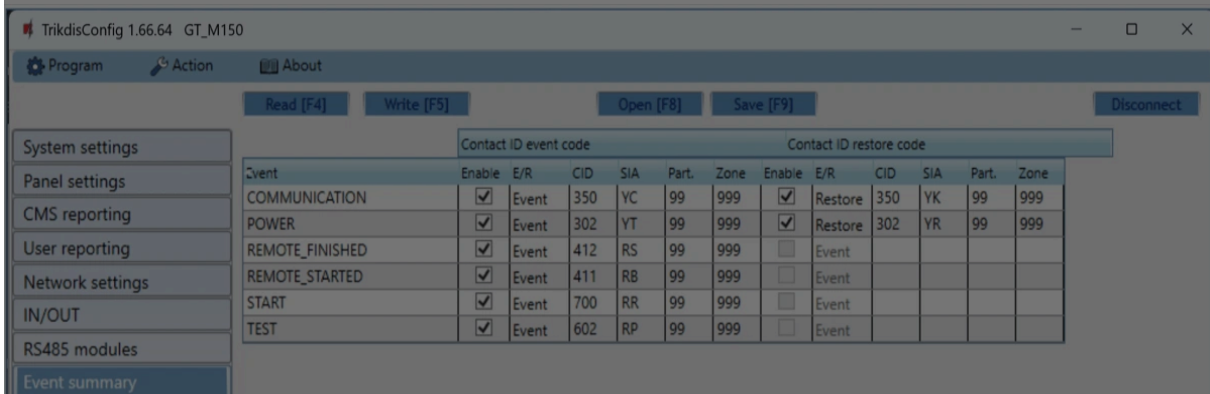 TrikdisConfig 1.66.64 GT_M150
Program Action About
Read [F4] Write [F5] Open [F8] Save [F9] Disconnect
System settings
Panel settings
CMS reporting
User reporting
Network settings
IN/OUT
RS485 modules
Event summary
Contact ID event code Contact ID restore code
Event Enable E/R CID SIA Part. Zone Enable E/R CID SIA Part. Zone
COMMUNICATION Event 350 YC 99 999 Restore 350 YK 99 999
POWER Event 302 YT 99 999 Restore 302 YR 99 999
REMOTE_FINISHED Event 412 RS 99 999 Event
REMOTE_STARTED Event 411 RB 99 999 Event
START Event 700 RR 99 999 Event
TEST Event 602 RP 99 999 Event